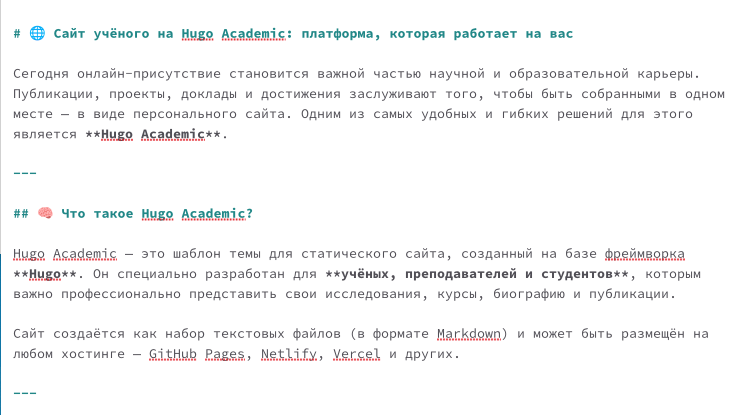 # 🌐 Сайт учёного на Hugo Academic: платформа, которая работает на вас
Сегодня онлайн-присутствие становится важной частью научной и образовательной карьеры.
Публикации, проекты, доклады и достижения заслуживают того, чтобы быть собранными в одном
месте — в виде персонального сайта. Одним из самых удобных и гибких решений для этого
является **Hugo Academic**.
---
## 🧠 Что такое Hugo Academic?
Hugo Academic — это шаблон темы для статического сайта, созданный на базе фреймворка
**Hugo**. Он специально разработан для **учёных, преподавателей и студентов**, которым
важно профессионально представить свои исследования, курсы, биографию и публикации.
Сайт создаётся как набор текстовых файлов (в формате Markdown) и может быть размещён на
любом хостинге — GitHub Pages, Netlify, Vercel и других.
---